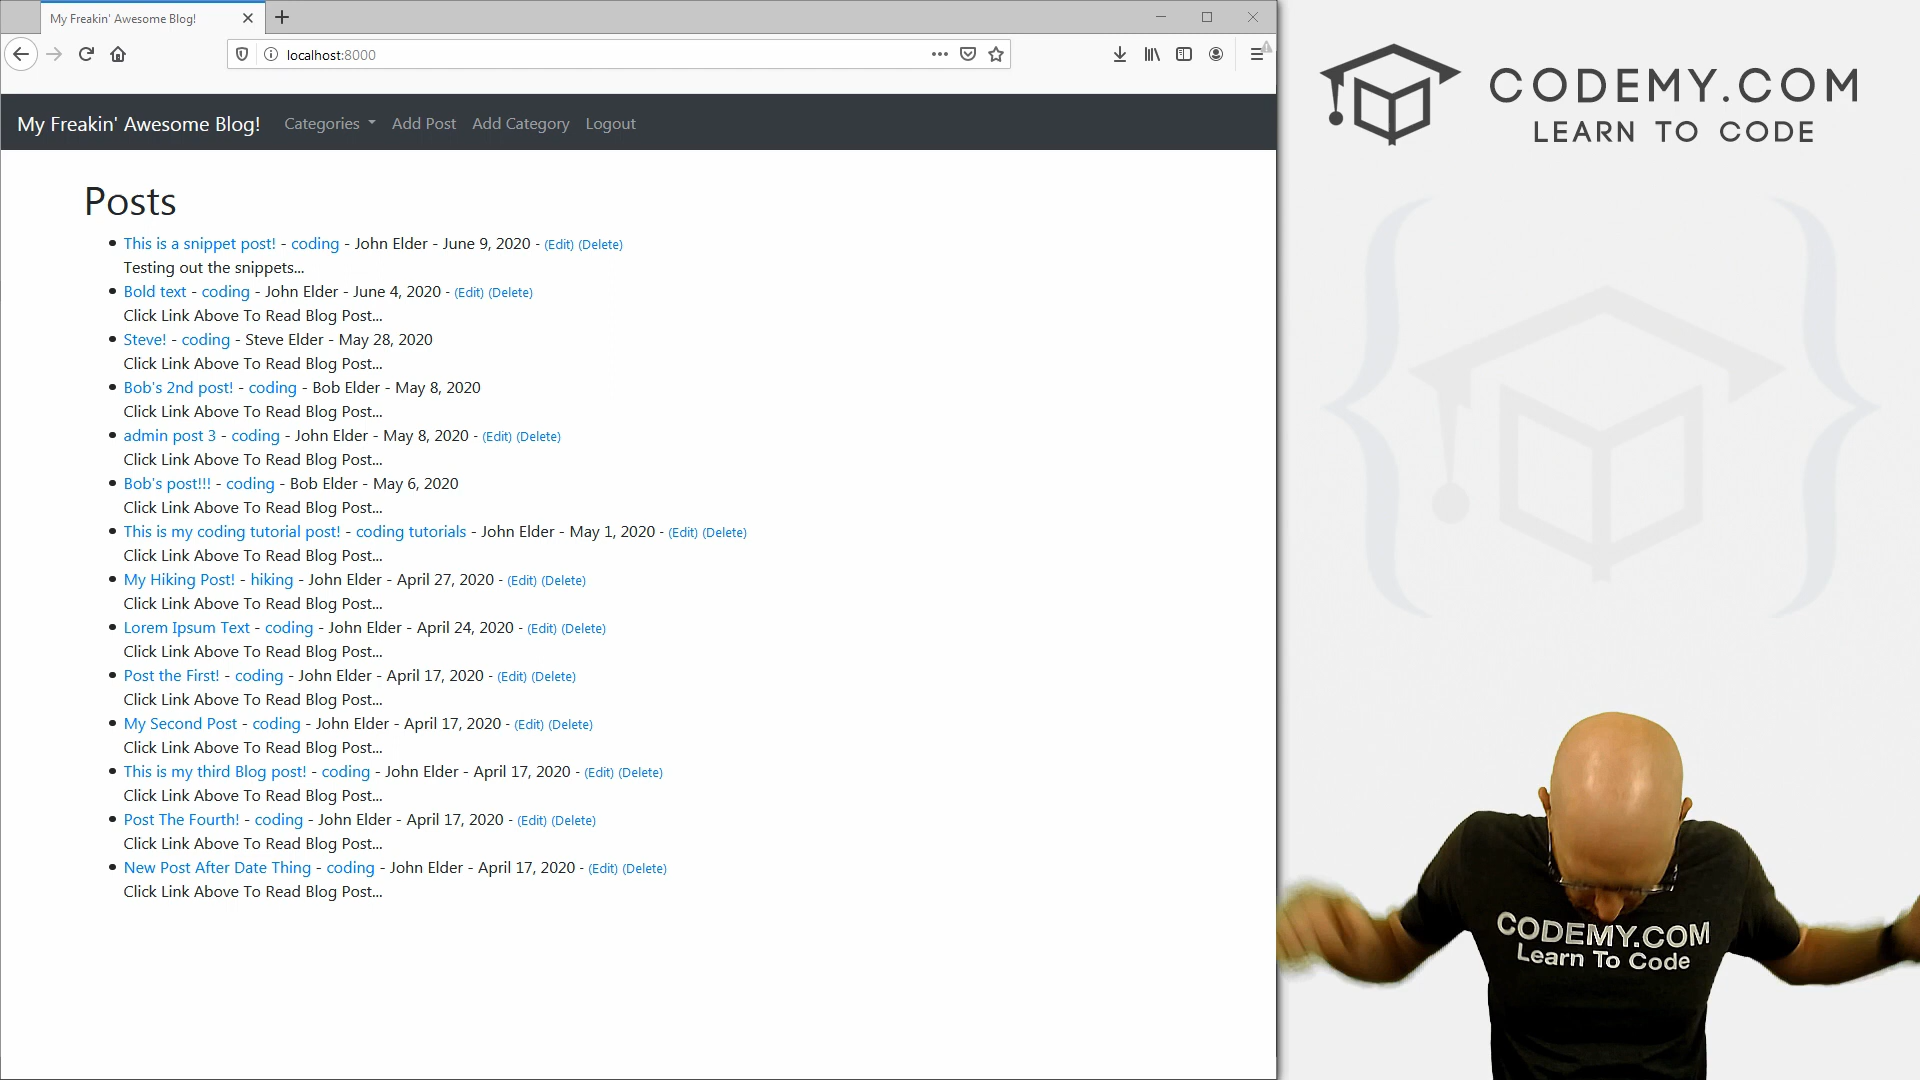 My Freakin' Awesome Blog!
localhost:8000
My Freakin' Awesome Blog! Categories Add Post Add Category Logout
Posts
This is a snippet post! - coding - John Elder - June 9, 2020 - (Edit) (Delete)
Testing out the snippets...
Bold text - coding - John Elder - June 4, 2020 - (Edit) (Delete)
Click Link Above To Read Blog Post...
Steve! - coding - Steve Elder - May 28, 2020
Click Link Above To Read Blog Post...
Bob's 2nd post! - coding - Bob Elder - May 8, 2020
Click Link Above To Read Blog Post...
admin post 3 - coding - John Elder - May 8, 2020 - (Edit) (Delete)
Click Link Above To Read Blog Post...
Bob's post!!! - coding - Bob Elder - May 6, 2020
Click Link Above To Read Blog Post...
This is my coding tutorial post! - coding tutorials - John Elder - May 1, 2020 - (Edit) (Delete)
Click Link Above To Read Blog Post...
My Hiking Post! - hiking - John Elder - April 27, 2020 - (Edit) (Delete)
Click Link Above To Read Blog Post...
Lorem Ipsum Text - coding - John Elder - April 24, 2020 - (Edit) (Delete)
Click Link Above To Read Blog Post...
Post the First! - coding - John Elder - April 17, 2020 - (Edit) (Delete)
Click Link Above To Read Blog Post...
My Second Post - coding - John Elder - April 17, 2020 - (Edit) (Delete)
Click Link Above To Read Blog Post...
This is my third Blog post! - coding - John Elder - April 17, 2020 - (Edit) (Delete)
Click Link Above To Read Blog Post...
Post The Fourth! - coding - John Elder - April 17, 2020 - (Edit) (Delete)
Click Link Above To Read Blog Post...
New Post After Date Thing - coding - John Elder - April 17, 2020 - (Edit) (Delete)
Click Link Above To Read Blog Post...
CODEMY.COM
LEARN TO CODE
CODEMY.COM
Learn To Code